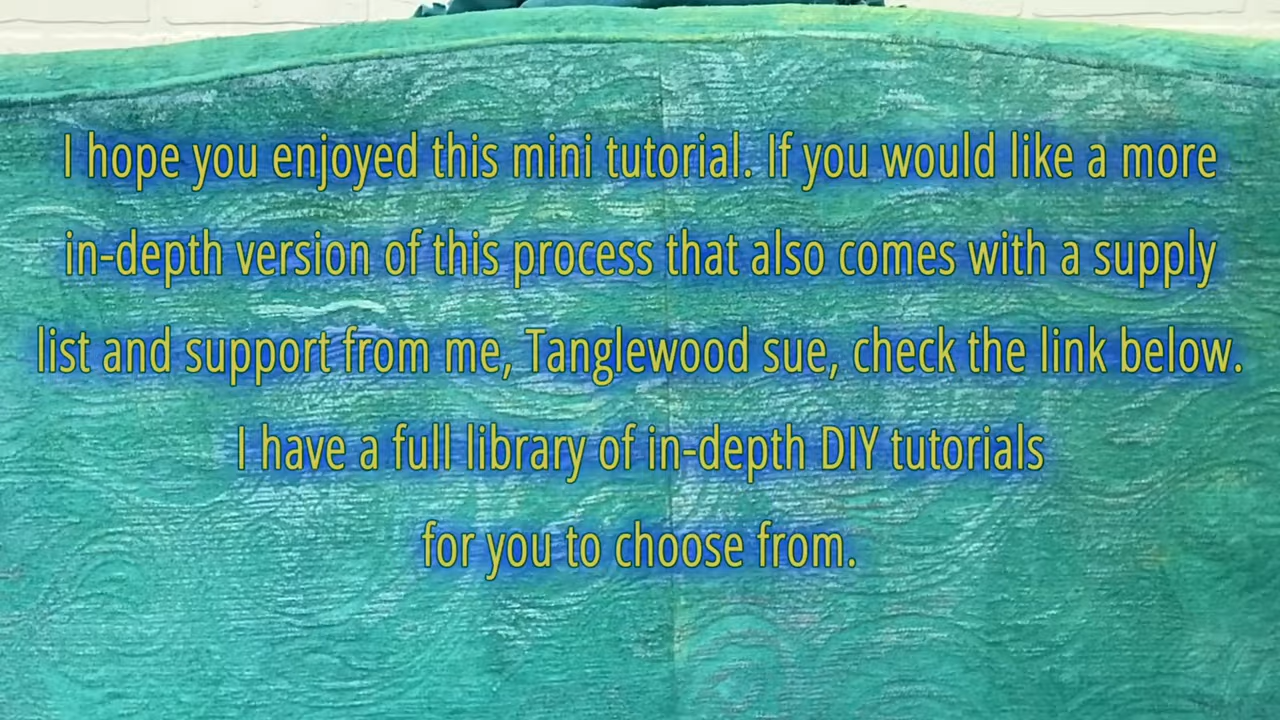 I hope you enjoyed this mini tutorial. If you would like a more
in-depth version of this process that also comes with a supply
list and support from me, Tanglewood sue, check the link below.
I have a full library of in-depth DIY tutorials
for you to choose from.